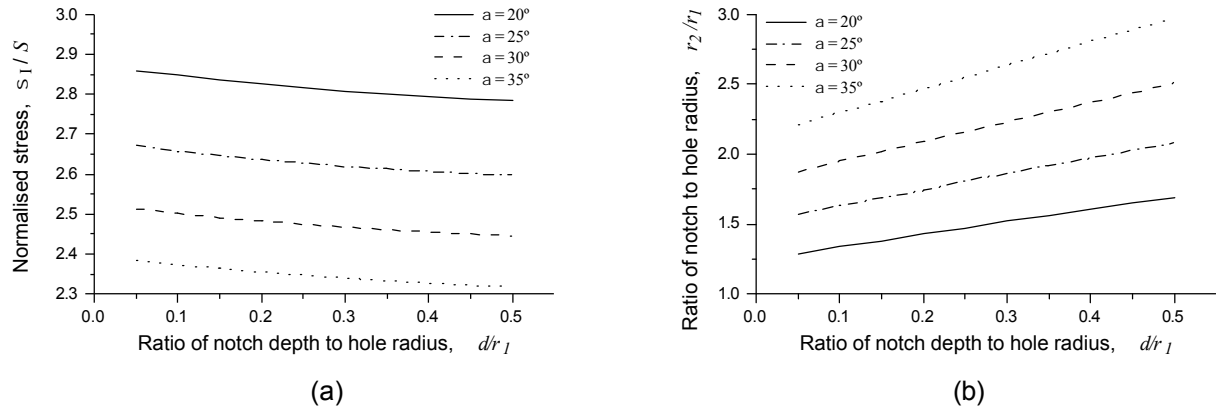 3.0
2.9
2.8
2.7
2.6
2.5
2.4
2.3
Normalised stress, s I / S
a = 20º
a = 25º
a = 30º
a = 35º
0.0 0.1 0.2 0.3 0.4 0.5
Ratio of notch depth to hole radius, d/r1
(a)
3.0
2.5
2.0
1.5
1.0
Ratio of notch to hole radius, r2/r1
a = 20º
a = 25º
a = 30º
a = 35º
0.0 0.1 0.2 0.3 0.4 0.5
Ratio of notch depth to hole radius, d/r1
(b)